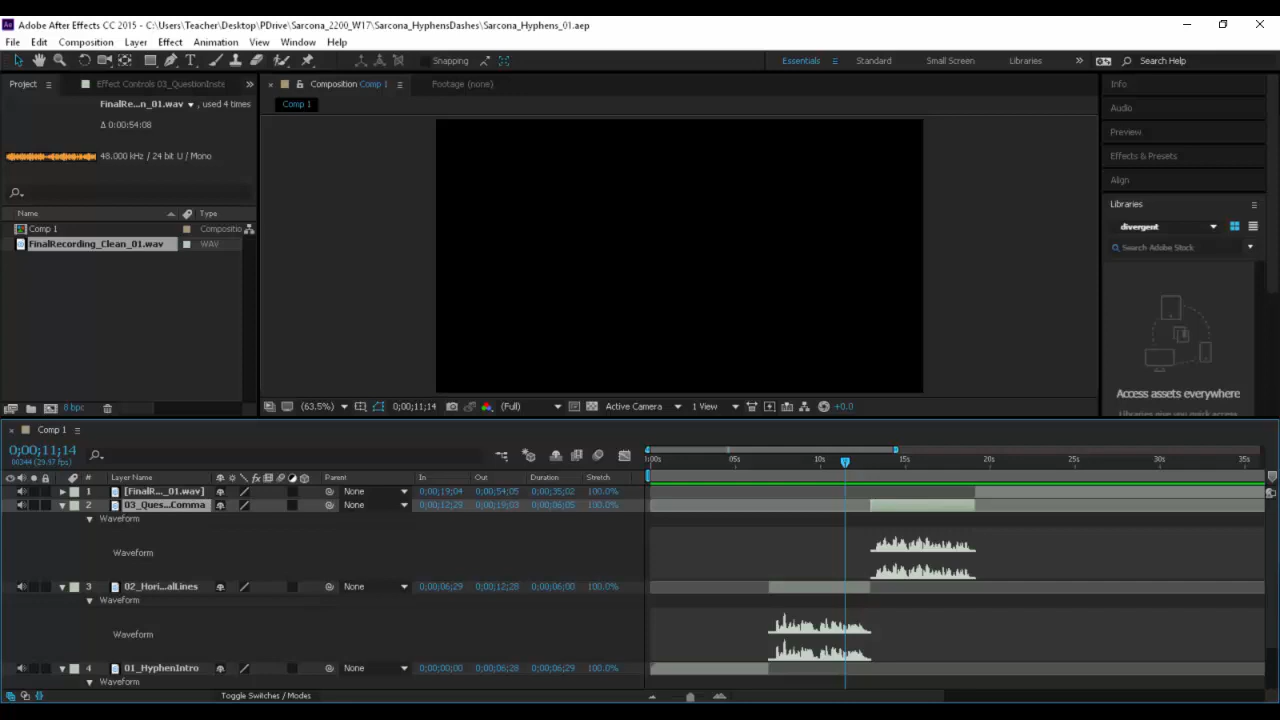 Adobe After Effects CC 2015 - C:\Users\Teacher\Desktop\PDrive\Sarcona_2200_W17\Sarcona_HyphensDashes\Sarcona_Hyphens_01.aep
File Edit Composition Layer Effect Animation View Window Help
Snapping Essentials Standard Small Screen Libraries Search Help
Project Effect Controls 03_QuestionInste
Composition Comp 1 Footage (none)
Comp 1
FinalRe...n_01.wav, used 4 times
Δ 0:00:54:08
48.000 kHz / 24 bit U / Mono
Name Type
Comp 1 Compositio
FinalRecording_Clean_01.wav WAV
8 bpc
(63.5%) 0;00;11;14 (Full) Active Camera 1 View +0.0
Info
Audio
Preview
Effects & Presets
Align
Libraries
divergent
Search Adobe Stock
Access assets everywhere
Comp 1
0;00;11;14
00344 (29.97 fps)
# Layer Name Parent In Out Duration Stretch
1:00s 05s 10s 15s 20s 25s 30s 35s
1 [FinalR..._01.wav] None 0;00;19;04 0;00;54;05 0;00;35;02 100.0%
2 03_Ques...Comma None 0;00;12;29 0;00;19;03 0;00;06;05 100.0%
Waveform
Waveform
3 02_Hori...alLines None 0;00;06;29 0;00;12;28 0;00;06;00 100.0%
Waveform
Waveform
4 01_HyphenIntro None 0;00;00;00 0;00;06;28 0;00;06;29 100.0%
Waveform
Toggle Switches / Modes